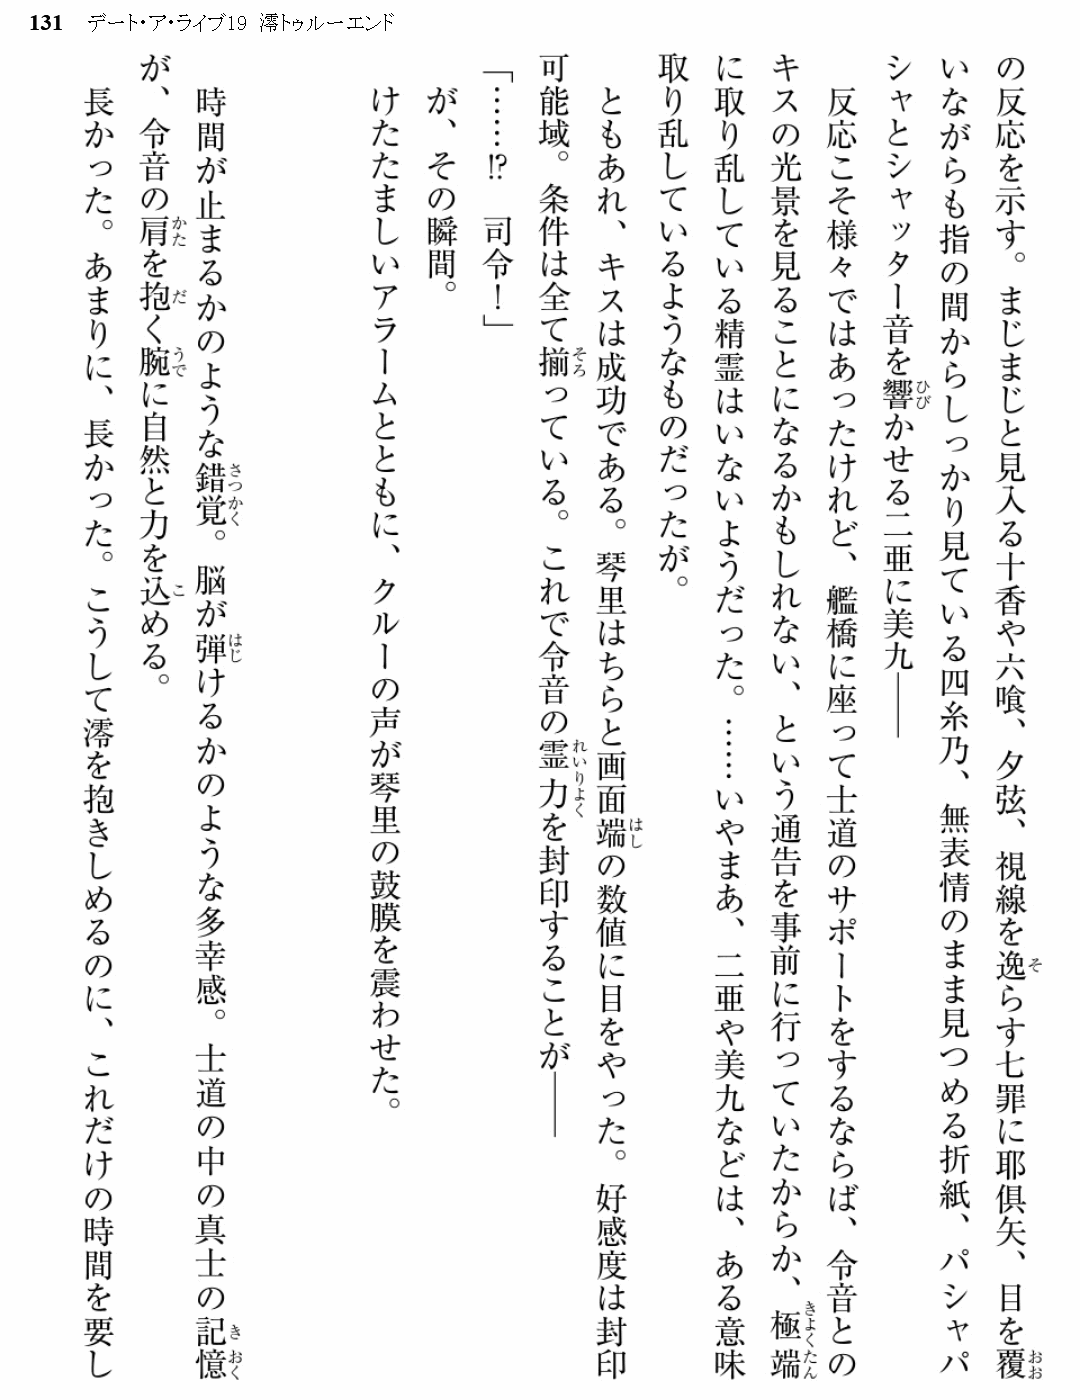 131 デート・ア・ライブ19 澪トゥルーエンド
の反応を示す。まじまじと見入る十香や六喰、夕弦、視線を逸らす七罪に耶倶矢、目を覆
いながらも指の間からしっかり見ている四糸乃、無表情のまま見つめる折紙、パシャパ
シャとシャッター音を響かせる二亜に美九――
反応こそ様々ではあったけれど、艦橋に座って士道のサポートをするならば、令音との
キスの光景を見ることになるかもしれない、という通告を事前に行っていたからか、極端
に取り乱している精霊はいないようだった。……いやまあ、二亜や美九などは、ある意味
取り乱しているようなものだったが。
ともあれ、キスは成功である。琴里はちらと画面端の数値に目をやった。好感度は封印
可能域。条件は全て揃っている。これで令音の霊力を封印することが――
「……!? 司令！」
が、その瞬間。
けたたましいアラームとともに、クルーの声が琴里の鼓膜を震わせた。
時間が止まるかのような錯覚。脳が弾けるかのような多幸感。士道の中の真士の記憶
が、令音の肩を抱く腕に自然と力を込める。
長かった。あまりに、長かった。こうして澪を抱きしめるのに、これだけの時間を要し